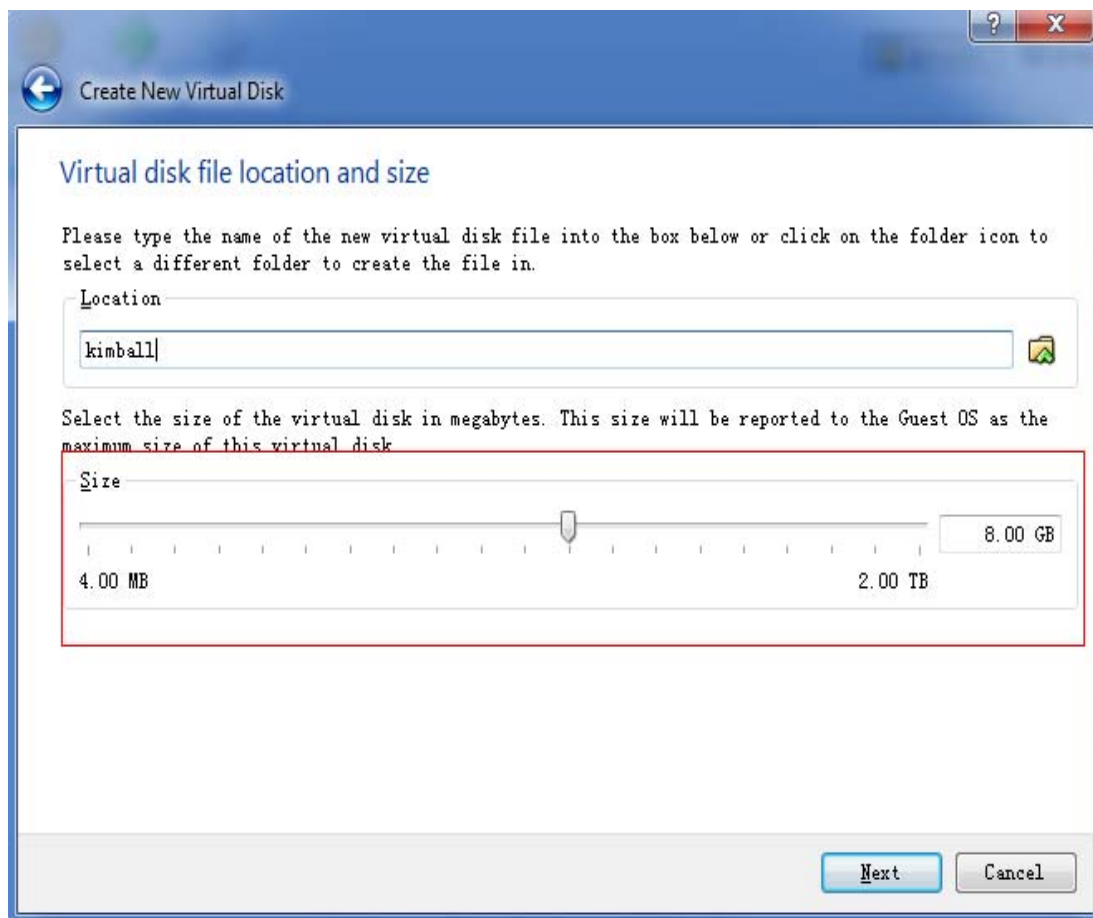 ?
X
Create New Virtual Disk
Virtual disk file location and size
Please type the name of the new virtual disk file into the box below or click on the folder icon to
select a different folder to create the file in.
Location
kimball
Select the size of the virtual disk in megabytes. This size will be reported to the Guest OS as the
maximum size of this virtual disk
Size
8.00 GB
4.00 MB
2.00 TB
Next
Cancel